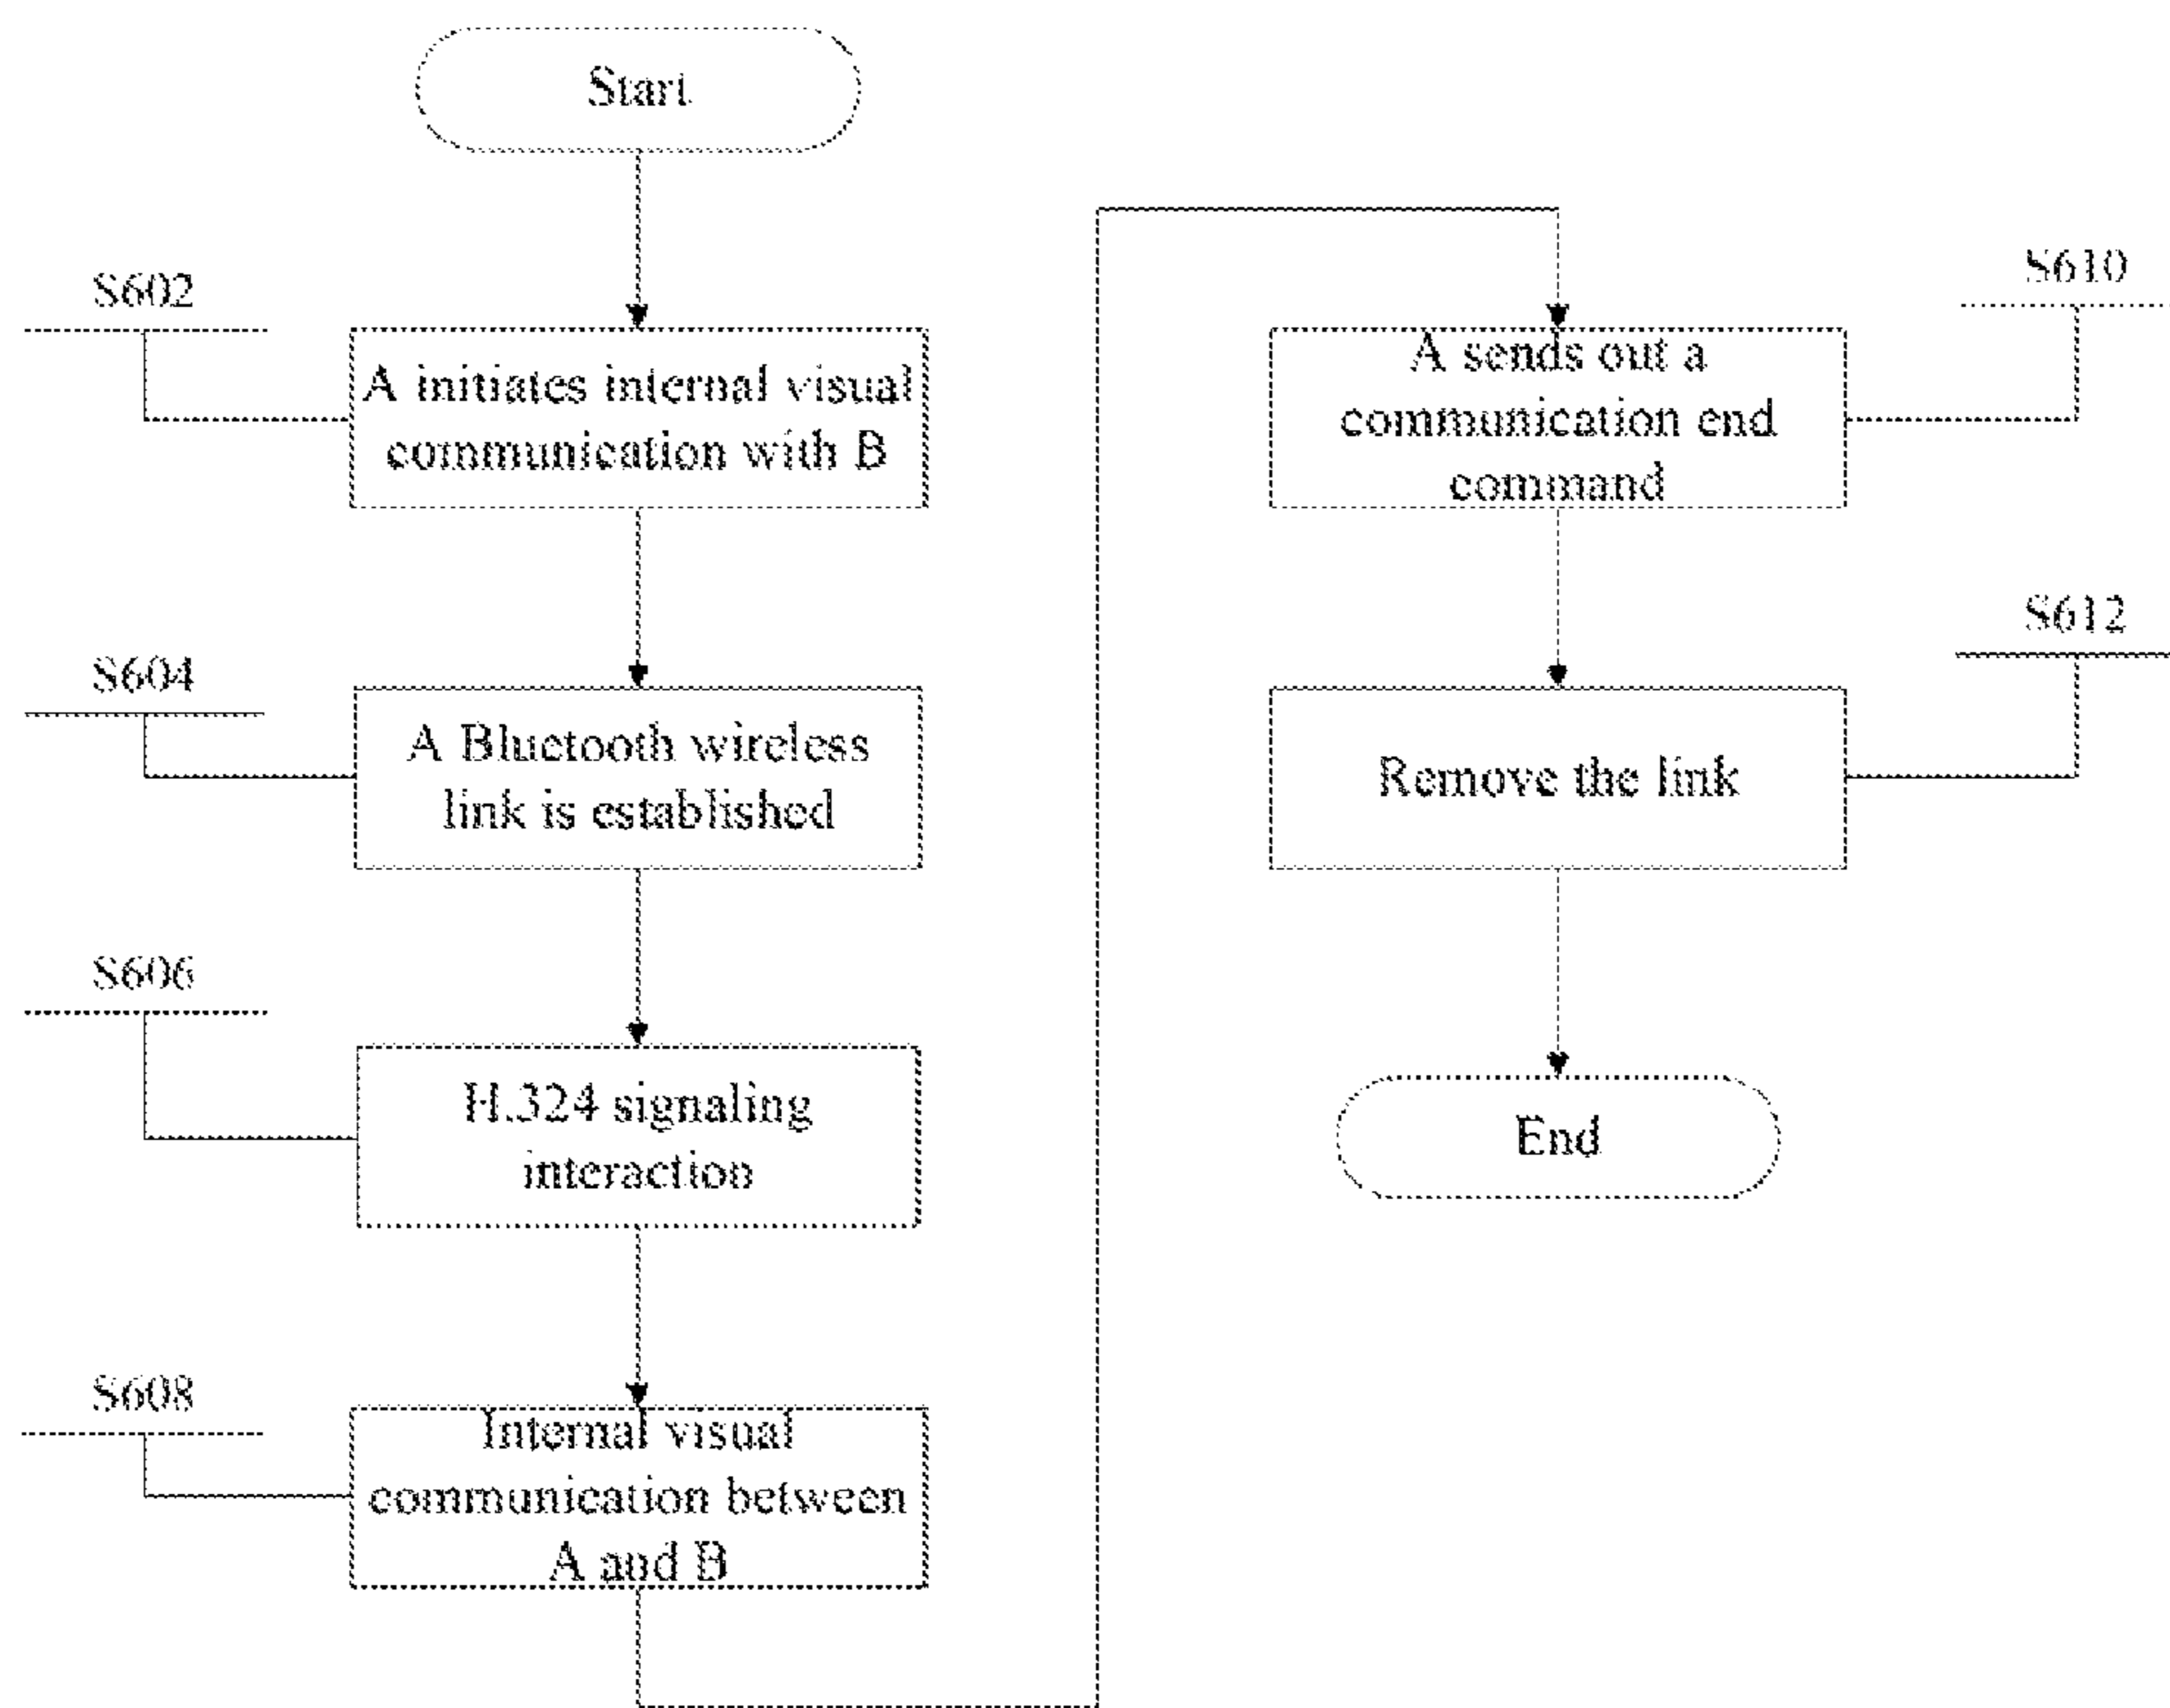 Start
S602
A initiates internal visual
communication with B
S604
A Bluetooth wireless
link is established
S606
H.324 signaling
interaction
S608
Internal visual
communication between
A and B
S610
A sends out a
communication end
command
S612
Remove the link
End